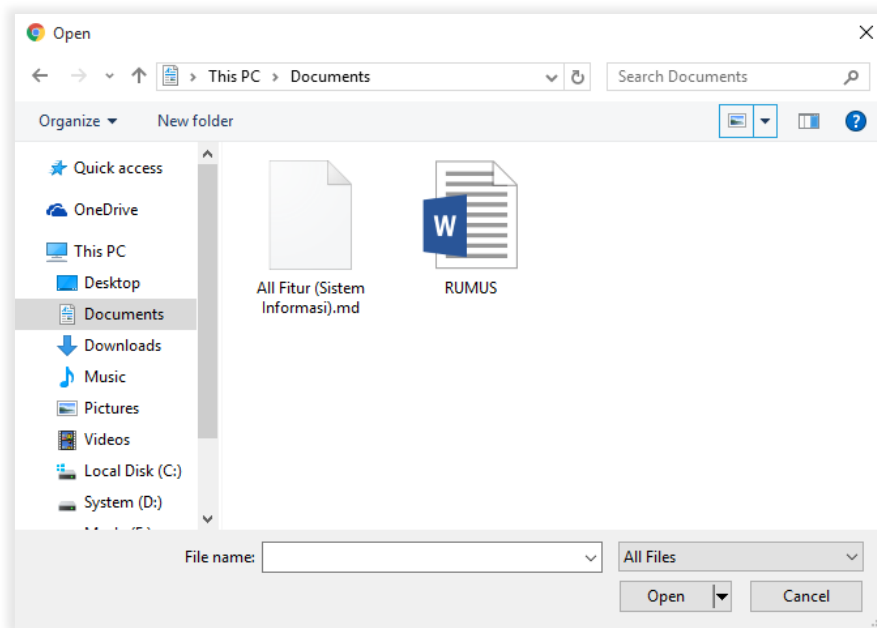 Open
This PC > Documents
Search Documents
Organize
New folder
Quick access
OneDrive
This PC
Desktop
Documents
Downloads
Music
Pictures
Videos
Local Disk (C:)
System (D:)
All Fitur (Sistem
Informasi).md
W
RUMUS
File name:
All Files
Open
Cancel